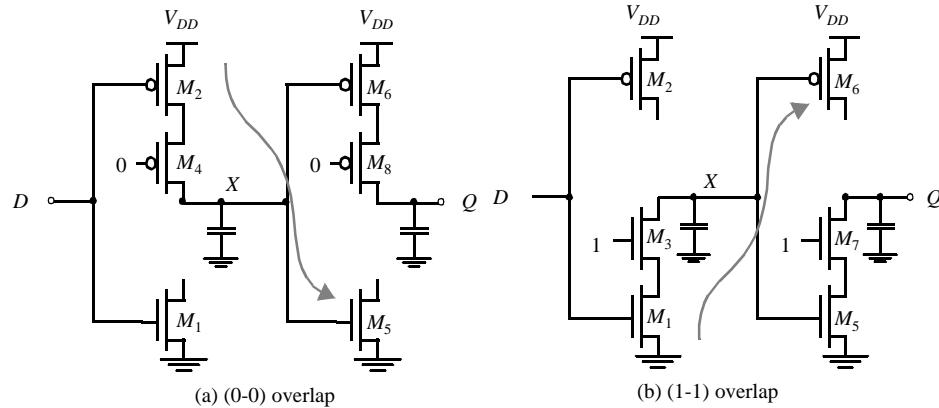 V_DD V_DD
M_2 M_6
0 M_4 0 M_8
D X Q
M_1 M_5
(a) (0-0) overlap
V_DD V_DD
M_2 M_6
D X Q
1 M_3 1 M_7
M_1 M_5
(b) (1-1) overlap